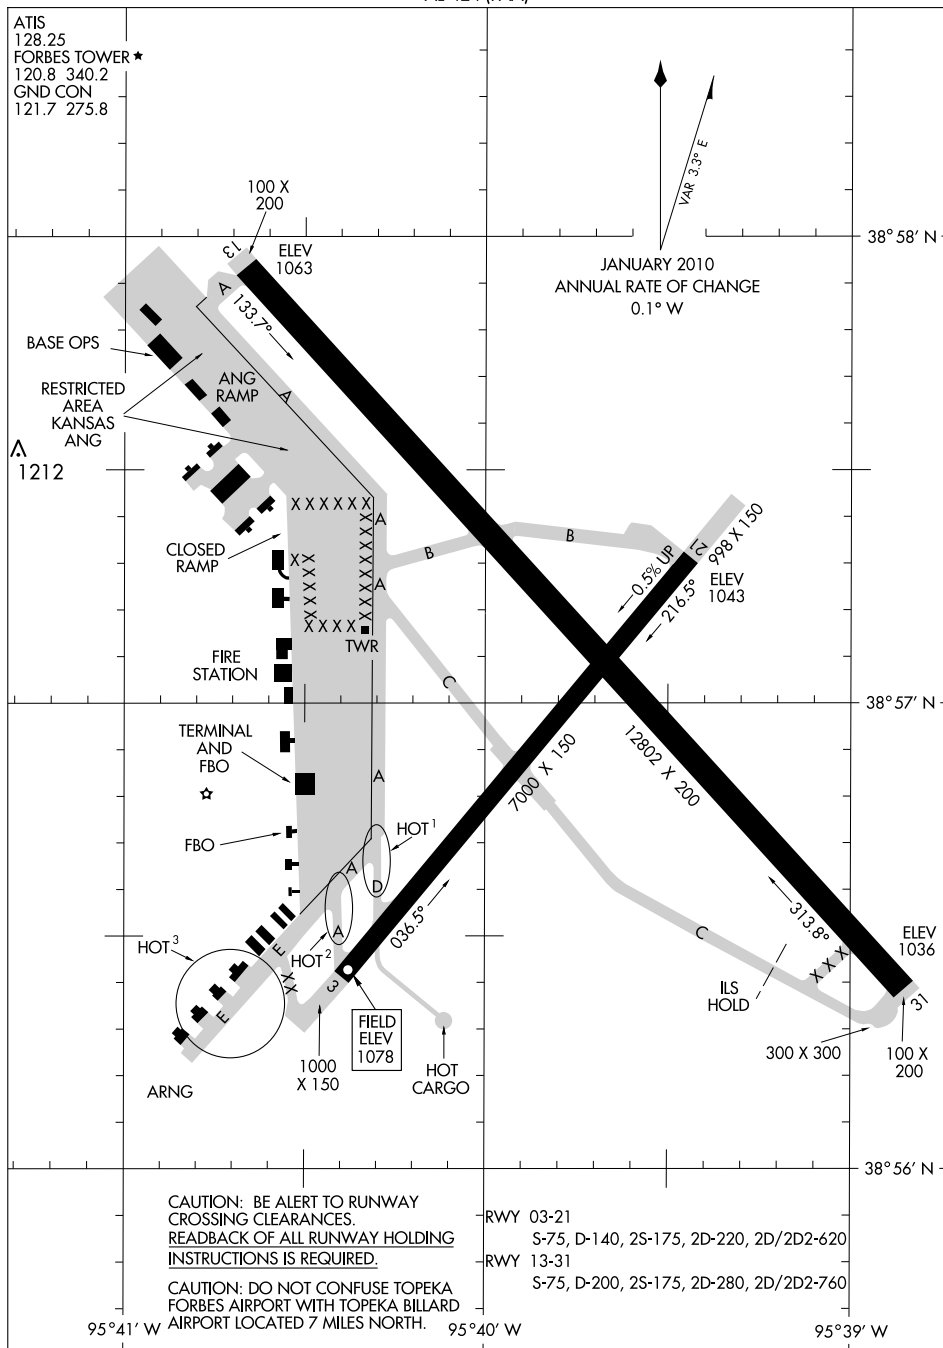 ATIS
128.25
FORBES TOWER
120.8 340.2
GND CON
121.7 275.8
VAR 3.3° E
JANUARY 2010
ANNUAL RATE OF CHANGE
0.1° W
38°58' N
100 X
200
13
ELEV
1063
A
133.7°
BASE OPS
ANG
RAMP
A
RESTRICTED
AREA
KANSAS
ANG
1212
X X X X X X
A
X
X
X
X
X
X
X
X
CLOSED
RAMP
X X
X
X
X
X
X X X X
TWR
A
B
B
21
998 X 150
0.5% UP
216.5°
ELEV
1043
FIRE
STATION
C
38°57' N
TERMINAL
AND
FBO
A
7000 X 150
12802 X 200
FBO
HOT 1
A
D
A
036.5°
HOT 2
HOT 3
E
E
X X
3
FIELD
ELEV
1078
1000
X 150
HOT
CARGO
ARNG
C
313.8°
ELEV
1036
ILS
HOLD
X X X
31
300 X 300
100 X
200
38°56' N
CAUTION: BE ALERT TO RUNWAY
CROSSING CLEARANCES.
READBACK OF ALL RUNWAY HOLDING
INSTRUCTIONS IS REQUIRED.
CAUTION: DO NOT CONFUSE TOPEKA
FORBES AIRPORT WITH TOPEKA BILLARD
AIRPORT LOCATED 7 MILES NORTH.
RWY 03-21
S-75, D-140, 2S-175, 2D-220, 2D/2D2-620
RWY 13-31
S-75, D-200, 2S-175, 2D-280, 2D/2D2-760
95°41' W
95°40' W
95°39' W